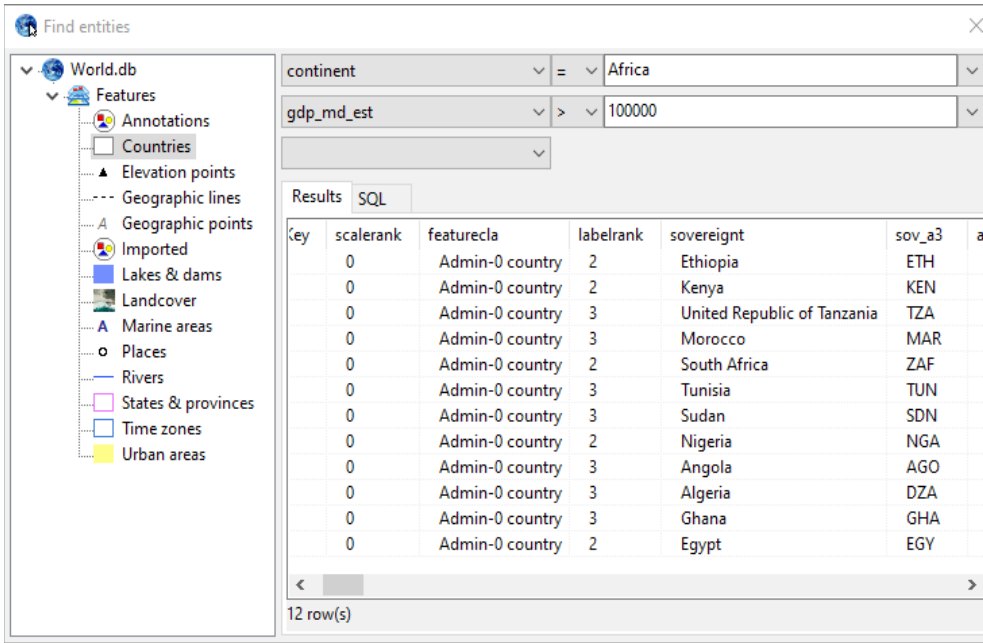 Find entities
World.db
Features
Annotations
Countries
Elevation points
Geographic lines
A Geographic points
Imported
Lakes & dams
Landcover
A Marine areas
Places
Rivers
States & provinces
Time zones
Urban areas
continent = Africa
gdp_md_est > 100000
Results SQL
scalerank featurecla labelrank sovereignt sov_a3 a
0 Admin-0 country 2 Ethiopia ETH
0 Admin-0 country 2 Kenya KEN
0 Admin-0 country 3 United Republic of Tanzania TZA
0 Admin-0 country 3 Morocco MAR
0 Admin-0 country 2 South Africa ZAF
0 Admin-0 country 3 Tunisia TUN
0 Admin-0 country 3 Sudan SDN
0 Admin-0 country 2 Nigeria NGA
0 Admin-0 country 3 Angola AGO
0 Admin-0 country 3 Algeria DZA
0 Admin-0 country 3 Ghana GHA
0 Admin-0 country 2 Egypt EGY
12 row(s)